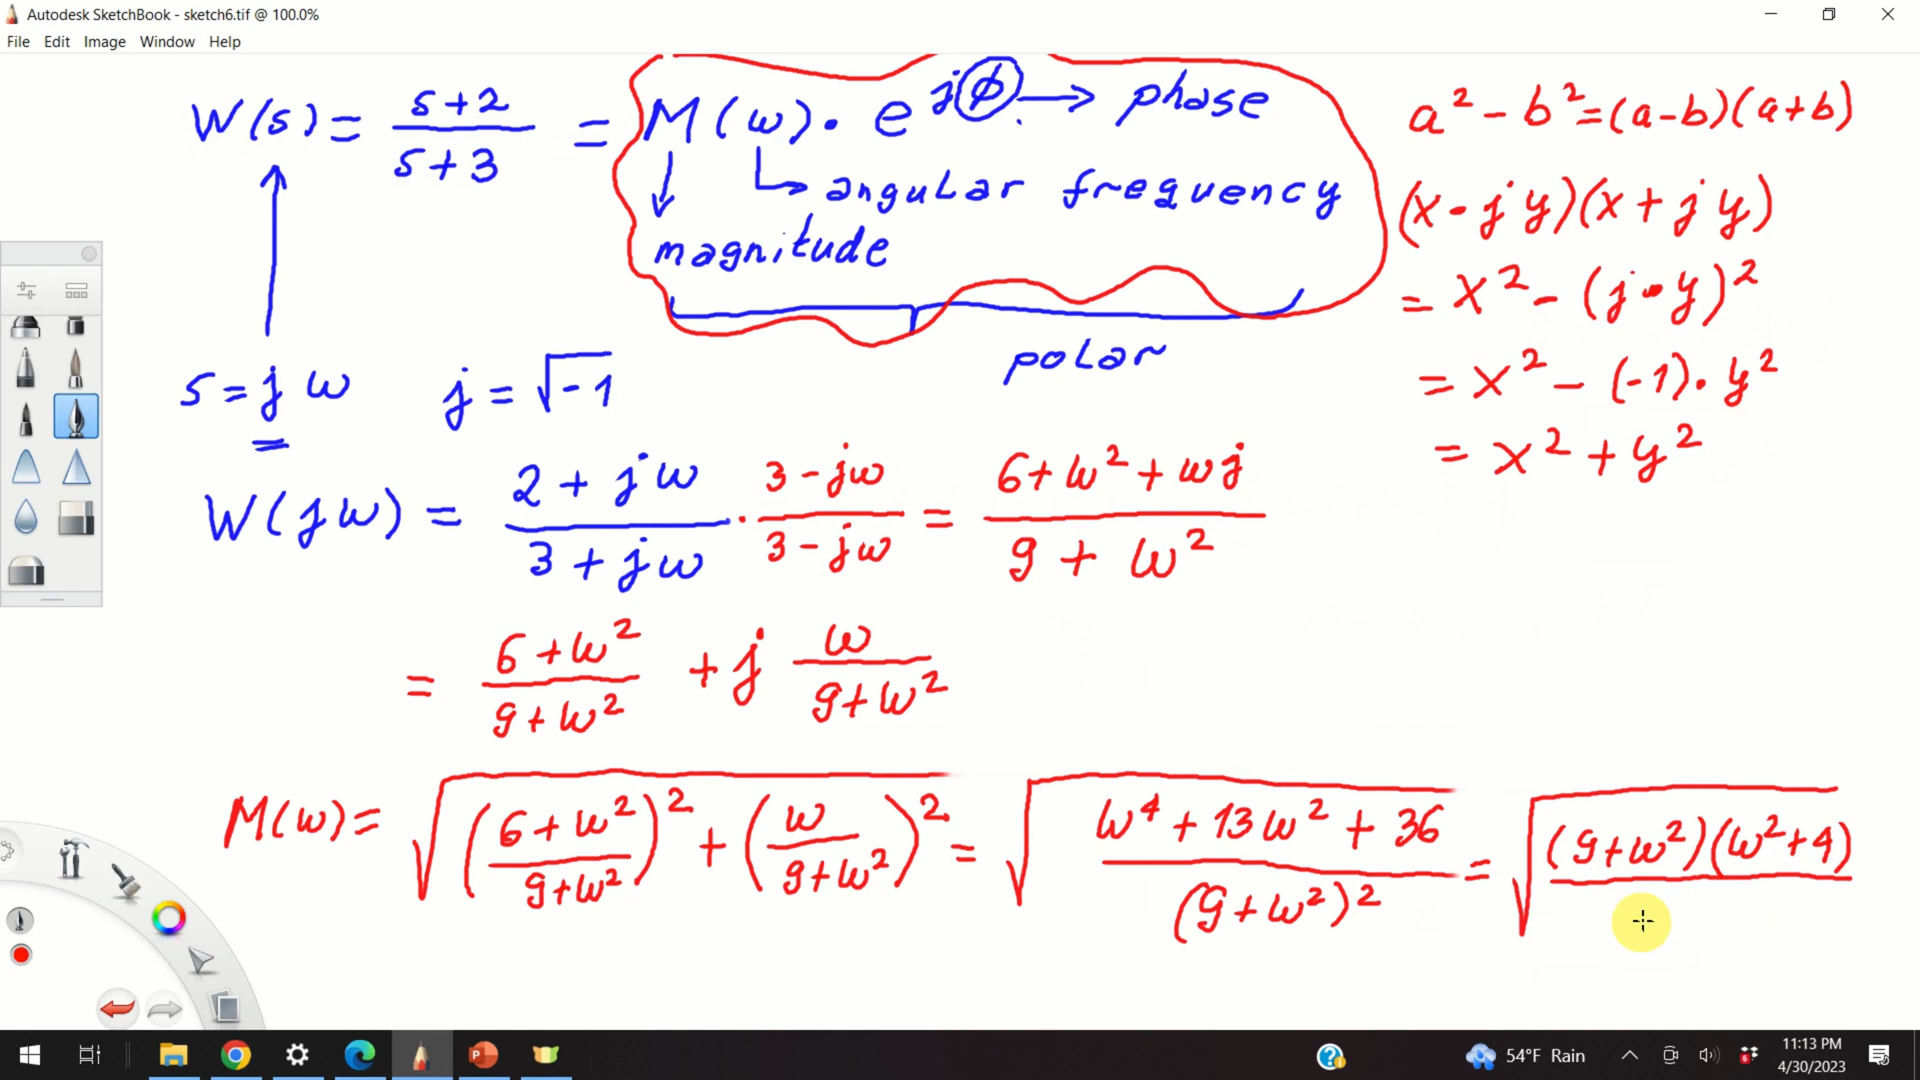 Autodesk SketchBook - sketch6.tif @ 100.0%
File Edit Image Window Help
W(s) = (s+2)/(s+3) = M(ω) · e^(jϕ) → phase
angular frequency
magnitude
polar
s = jω j = √-1
a² - b² = (a-b)(a+b)
(x - jy)(x + jy)
= x² - (j·y)²
= x² - (-1)·y²
= x² + y²
W(jω) = (2+jω)/(3+jω) · (3-jω)/(3-jω) = (6+ω²+ωj)/(9+ω²)
= (6+ω²)/(9+ω²) + j ω/(9+ω²)
M(ω) = √(((6+ω²)/(9+ω²))² + (ω/(9+ω²))²) = √((ω⁴+13ω²+36)/(9+ω²)²) = √((9+ω²)(ω²+4)
54°F Rain
11:13 PM
4/30/2023